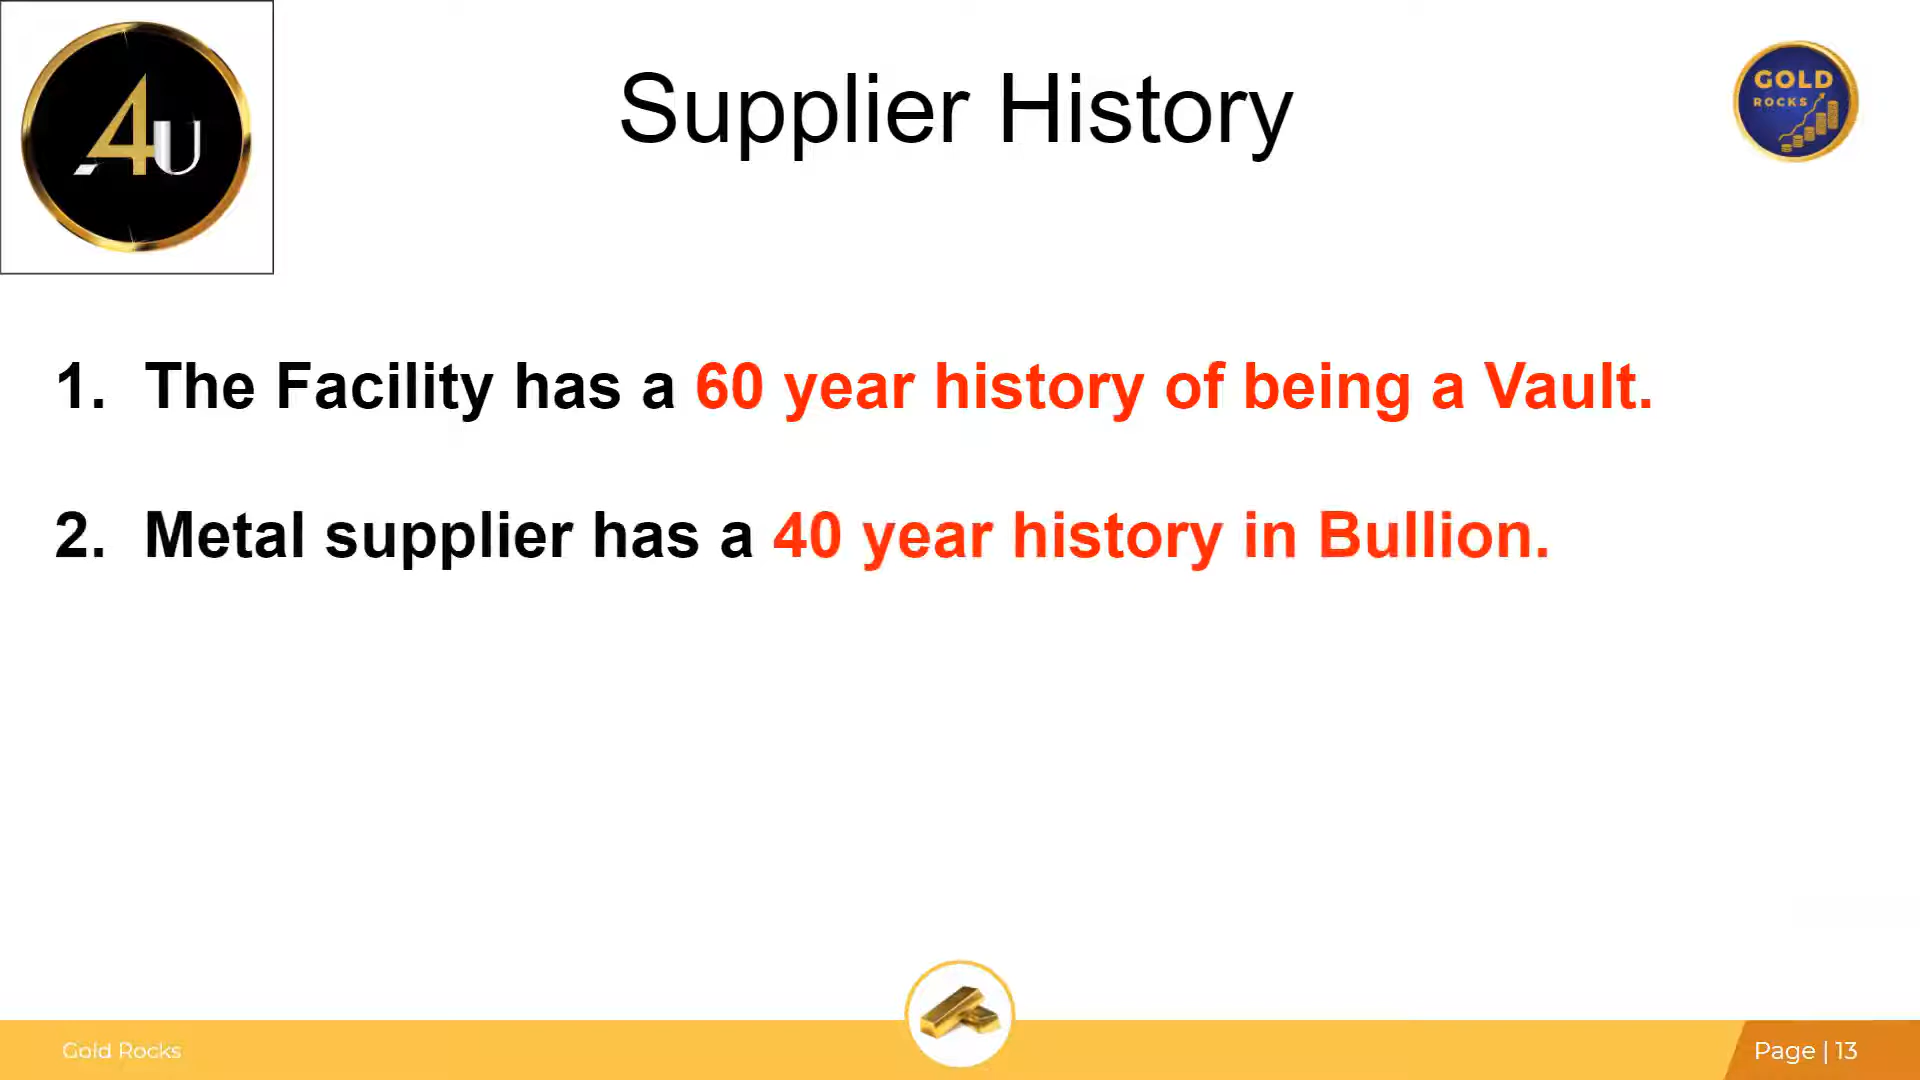 .4U
Supplier History
GOLD
ROCKS
1. The Facility has a 60 year history of being a Vault.
2. Metal supplier has a 40 year history in Bullion.
Gold Rocks
Page | 13